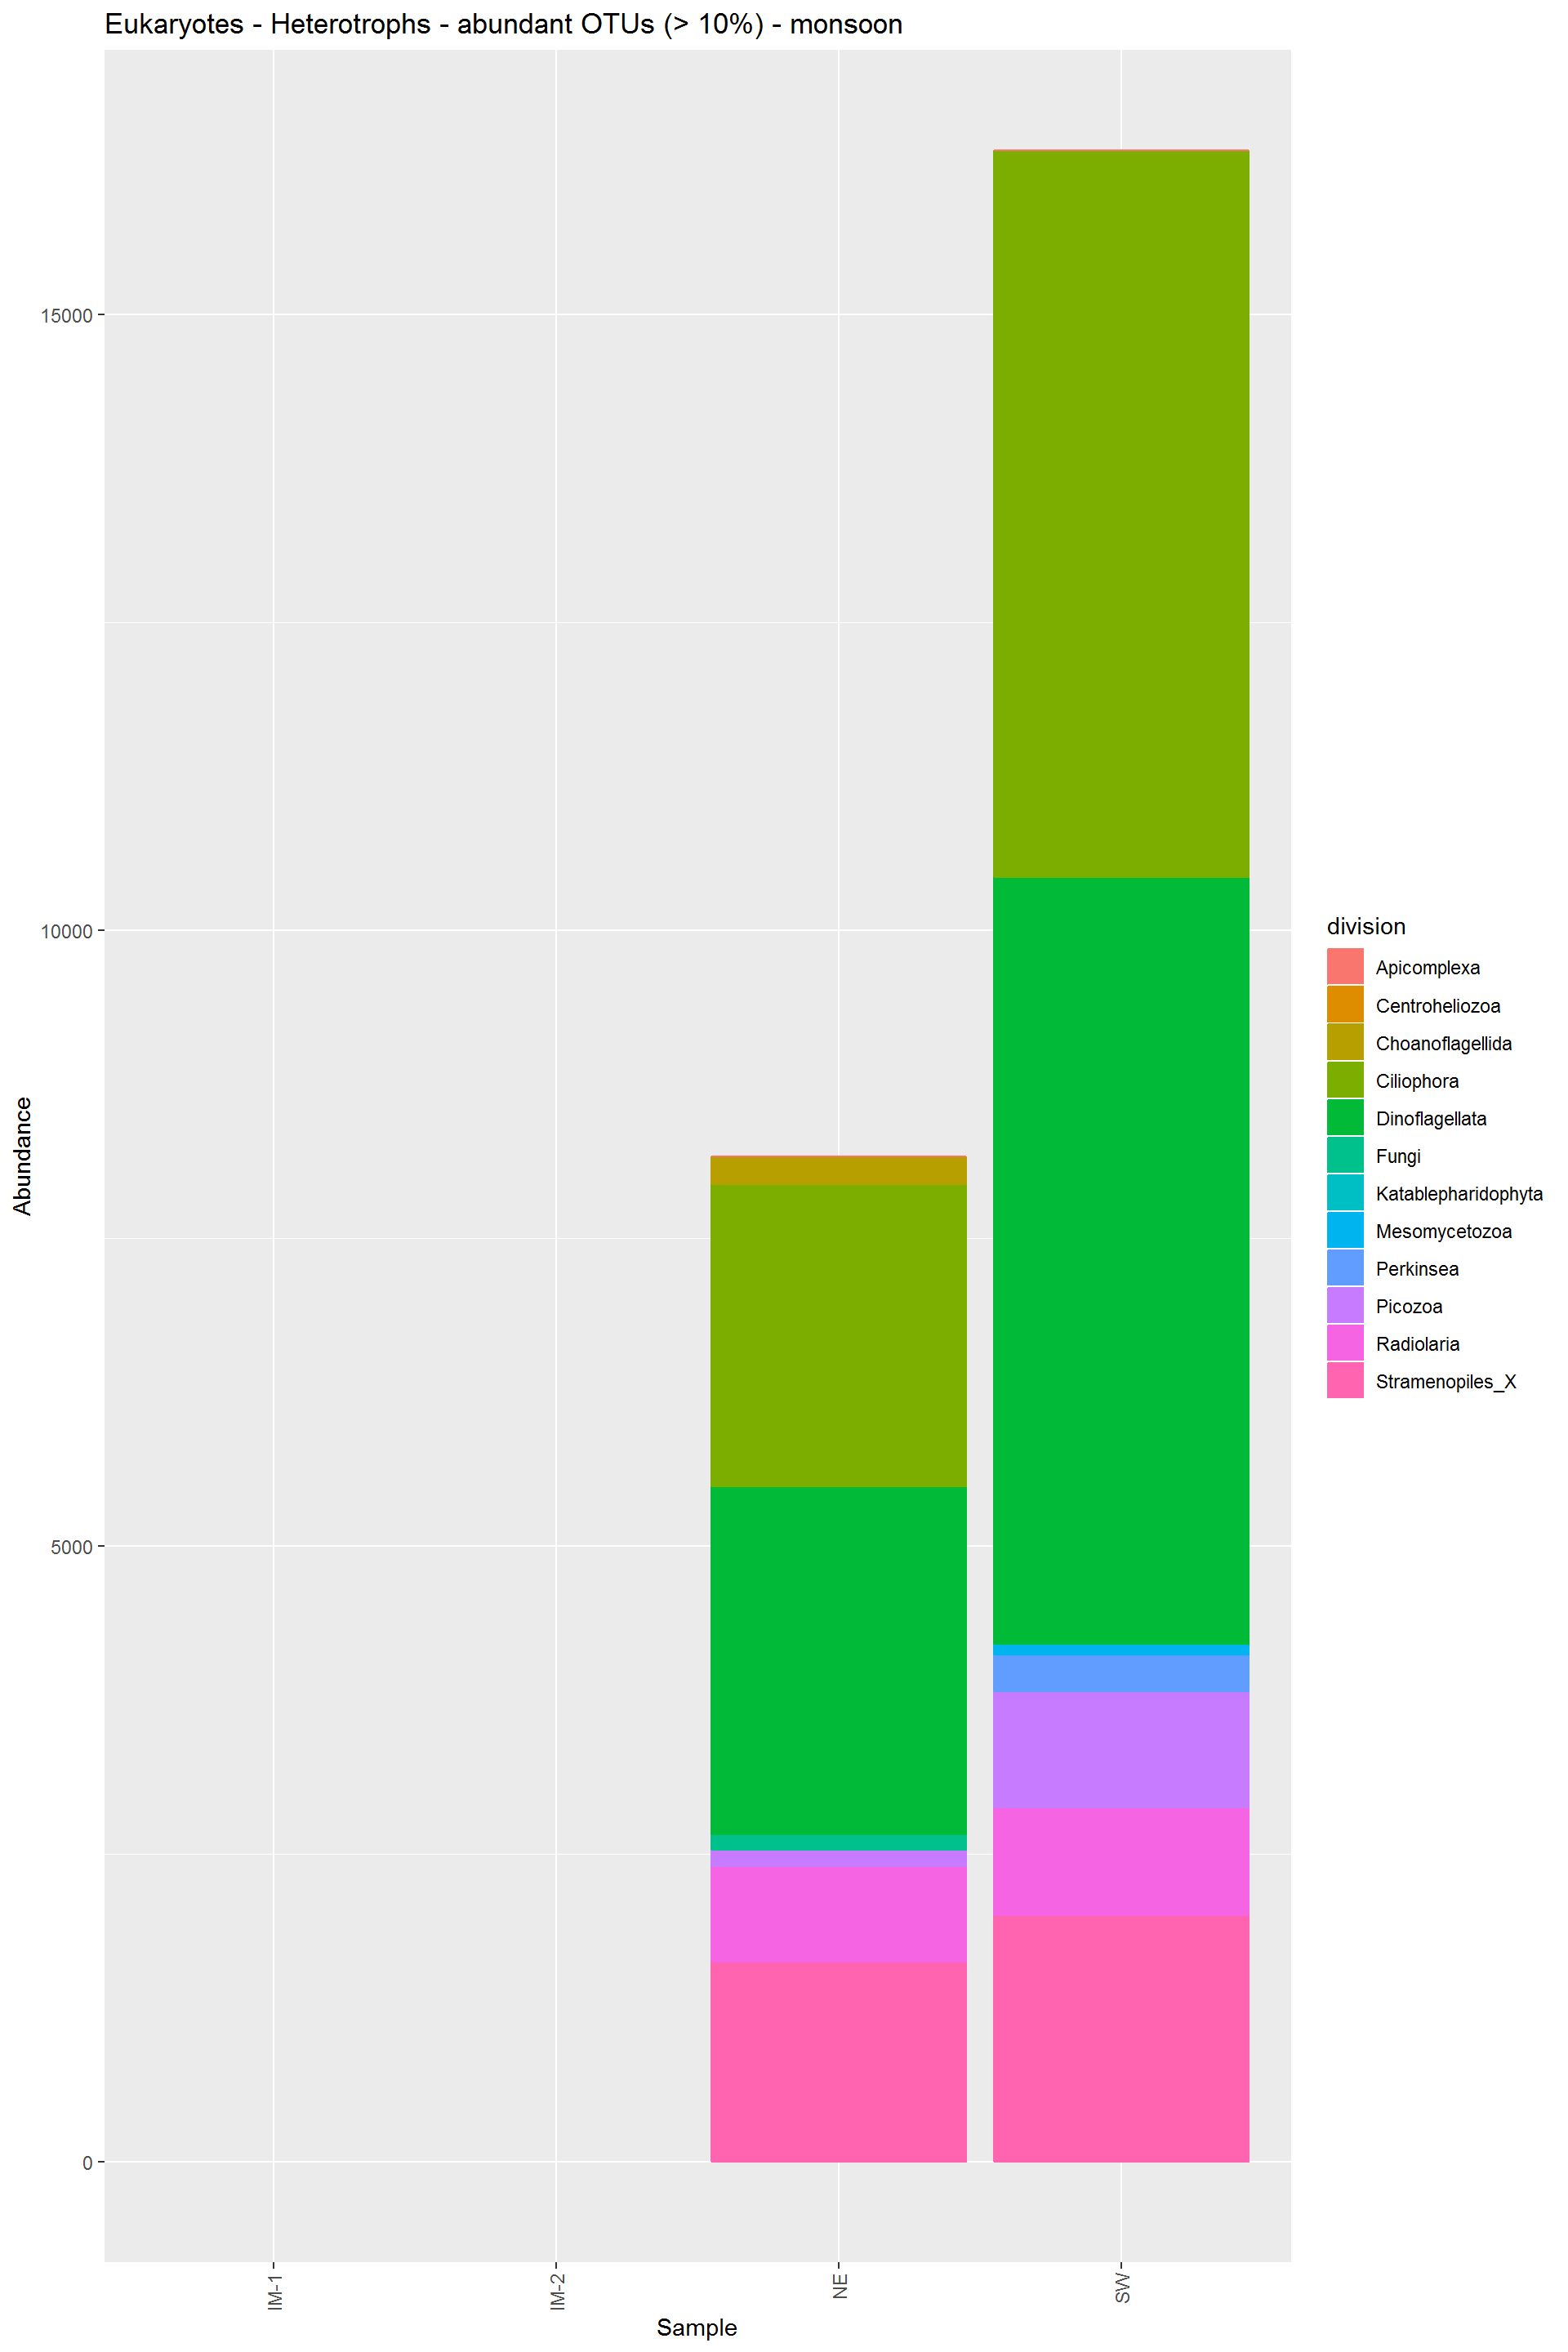 Eukaryotes - Heterotrophs - abundant OTUs (> 10%) - monsoon
15000
10000
5000
0
Abundance
IM-1
IM-2
NE
SW
Sample
division
Apicomplexa
Centroheliozoa
Choanoflagellida
Ciliophora
Dinoflagellata
Fungi
Katablepharidophyta
Mesomycetozoa
Perkinsea
Picozoa
Radiolaria
Stramenopiles_X